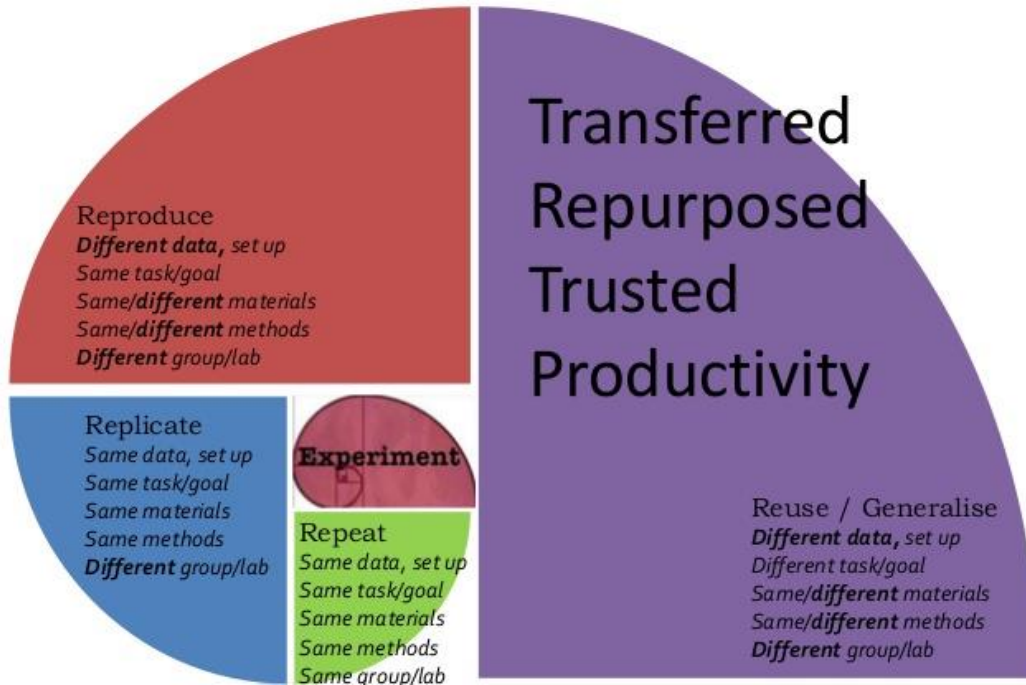 Transferred
Repurposed
Trusted
Productivity
Reproduce
Different data, set up
Same task/goal
Same/different materials
Same/different methods
Different group/lab
Replicate
Same data, set up
Same task/goal
Same materials
Same methods
Different group/lab
Experiment
Repeat
Same data, set up
Same task/goal
Same materials
Same methods
Same group/lab
Reuse / Generalise
Different data, set up
Different task/goal
Same/different materials
Same/different methods
Different group/lab